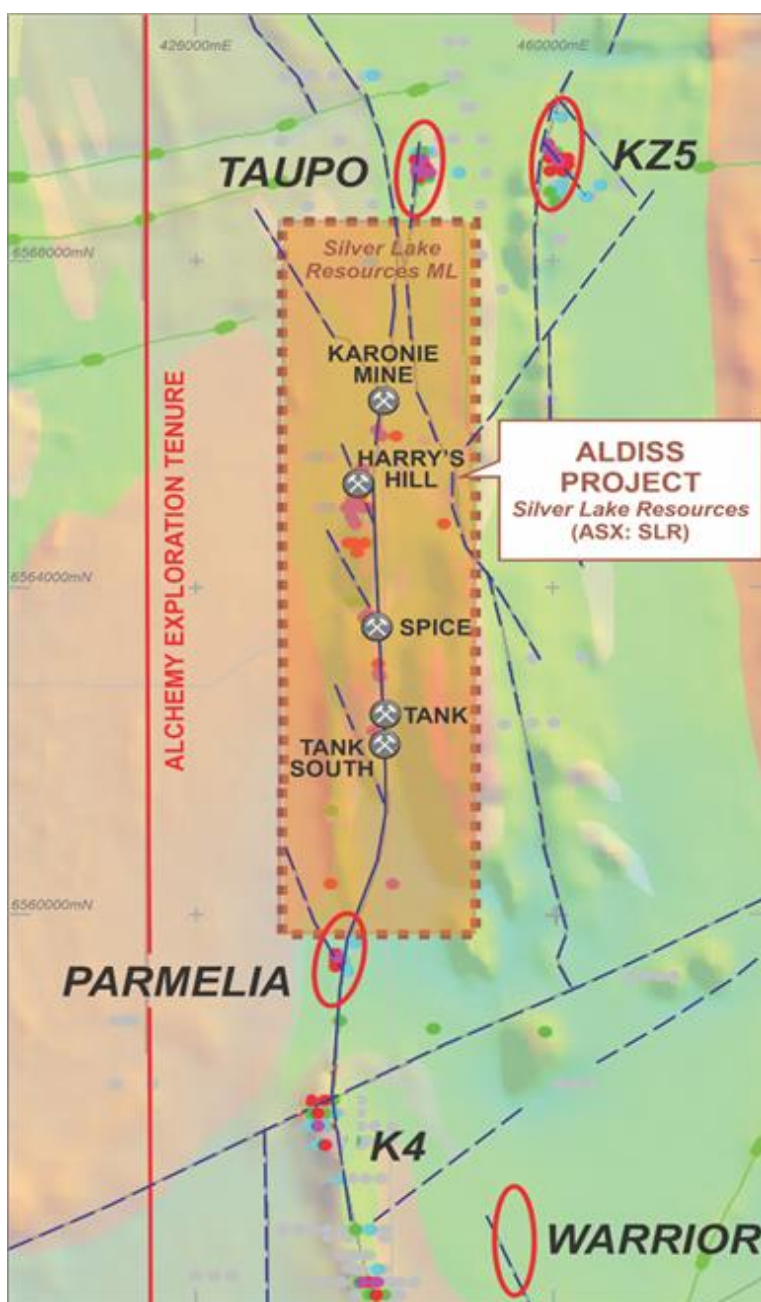 426000mE
460000mE
TAUPO
KZ5
6568000mN
Silver Lake
Resources ML
KARONIE
MINE
ALCHEMY EXPLORATION TENURE
HARRY'S
HILL
ALDISS
PROJECT
Silver Lake Resources
(ASX: SLR)
6564000mN
SPICE
TANK
TANK
SOUTH
6560000mN
PARMELIA
K4
WARRIOR